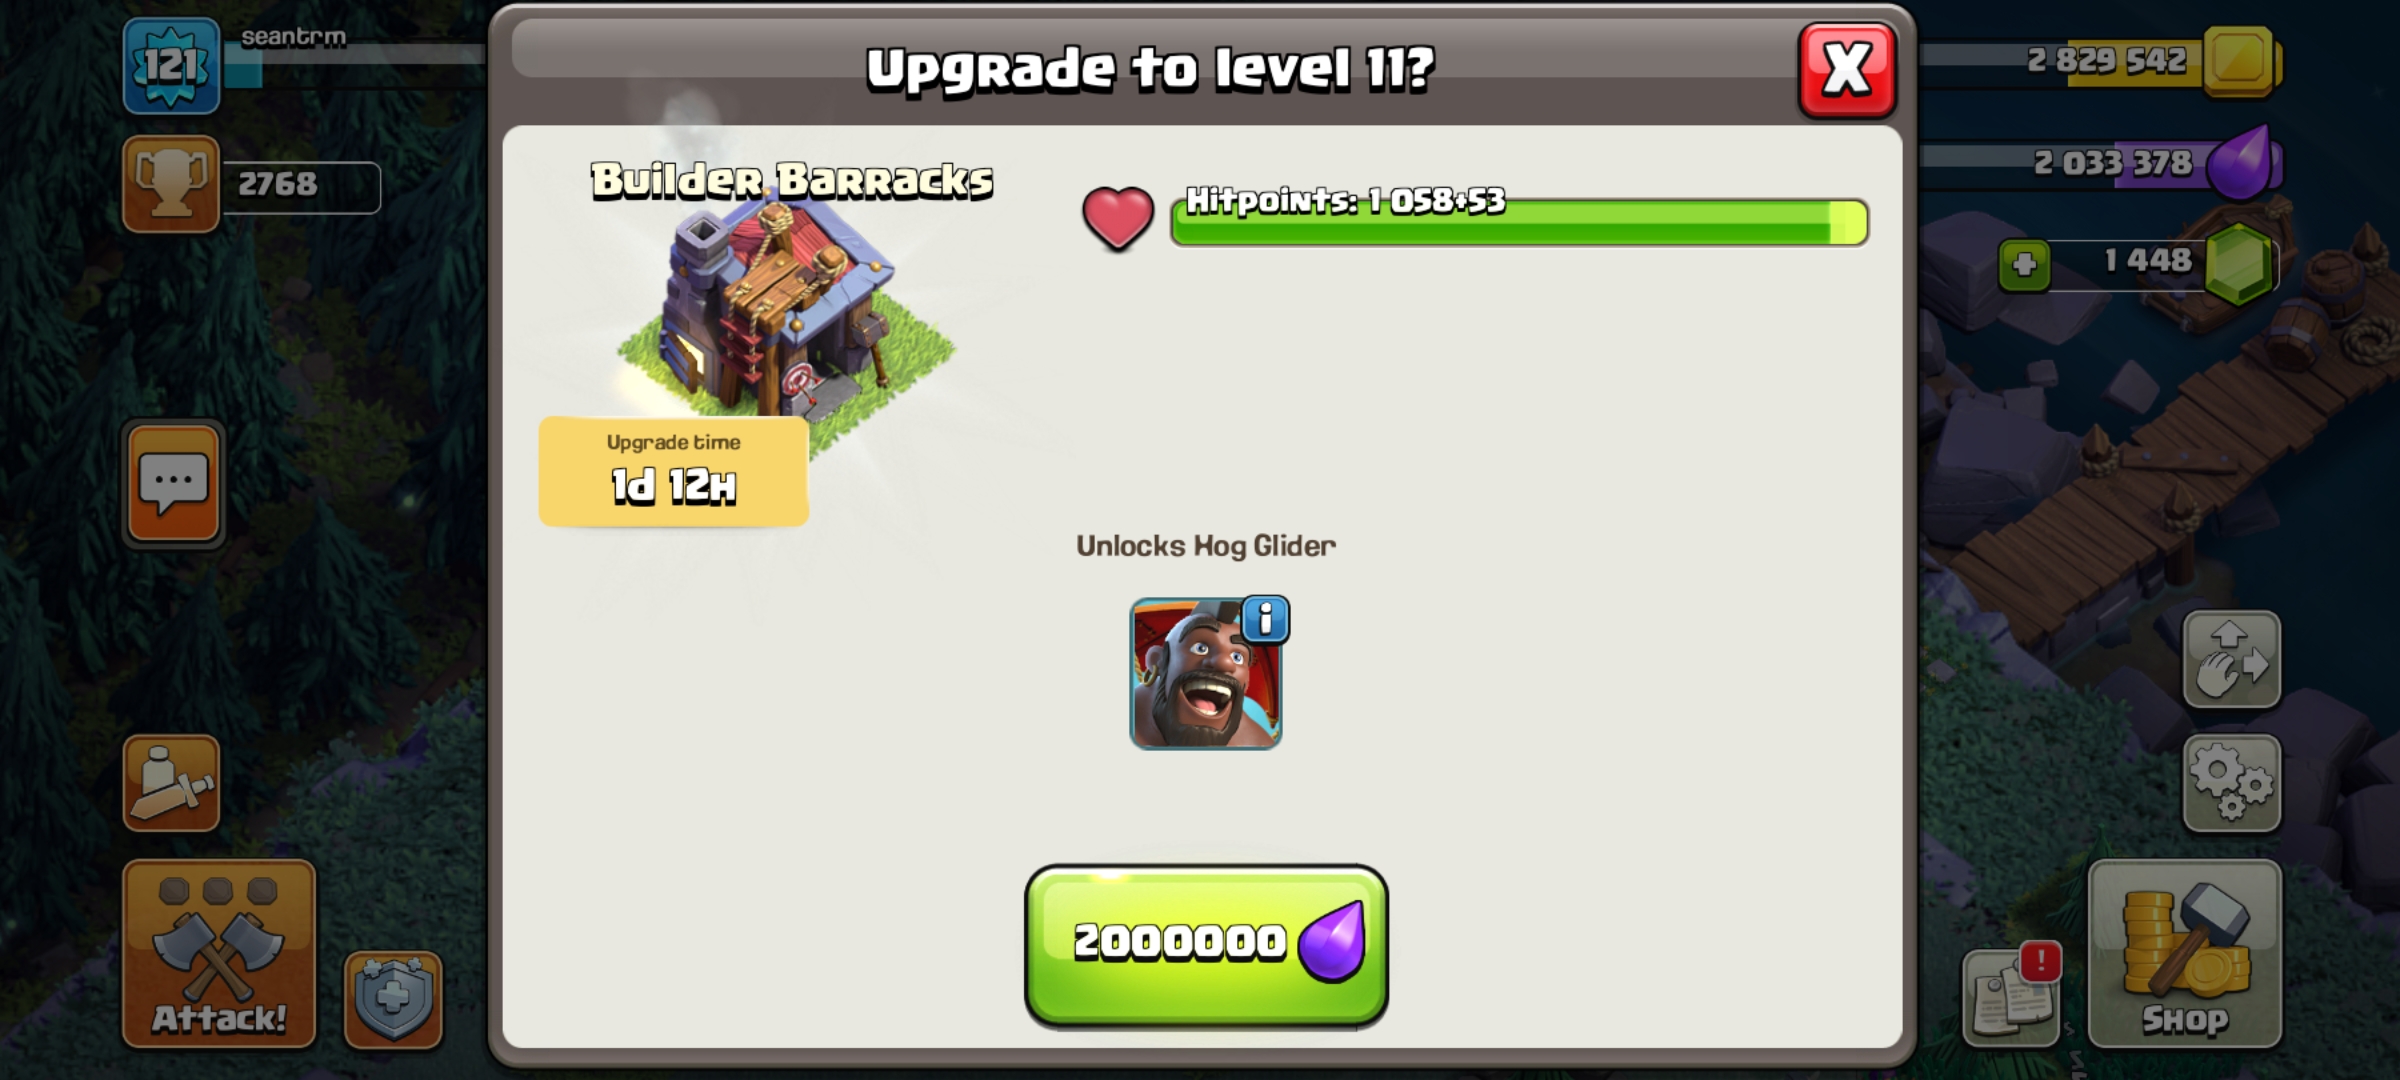 121
seantrm
Upgrade to level 11?
X
2 829 542
2768
Builder Barracks
Hitpoints: 1 058+53
2 033 378
1 448
Upgrade time
1d 12H
Unlocks Hog Glider
i
2000000
Attack!
!
Shop